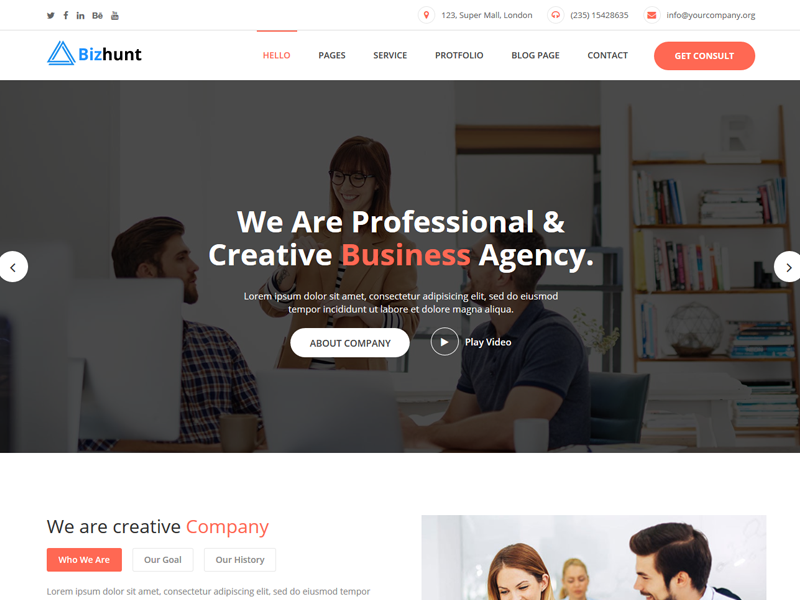 123, Super Mall, London (235) 15428635 info@yourcompany.org
Bizhunt HELLO PAGES SERVICE PROTFOLIO BLOG PAGE CONTACT GET CONSULT
We Are Professional &
Creative Business Agency.
Lorem ipsum dolor sit amet, consectetur adipisicing elit, sed do eiusmod
tempor incididunt ut labore et dolore magna aliqua.
ABOUT COMPANY Play Video
We are creative Company
Who We Are Our Goal Our History
Lorem ipsum dolor sit amet, consectetur adipiscing elit, sed do eiusmod tempor